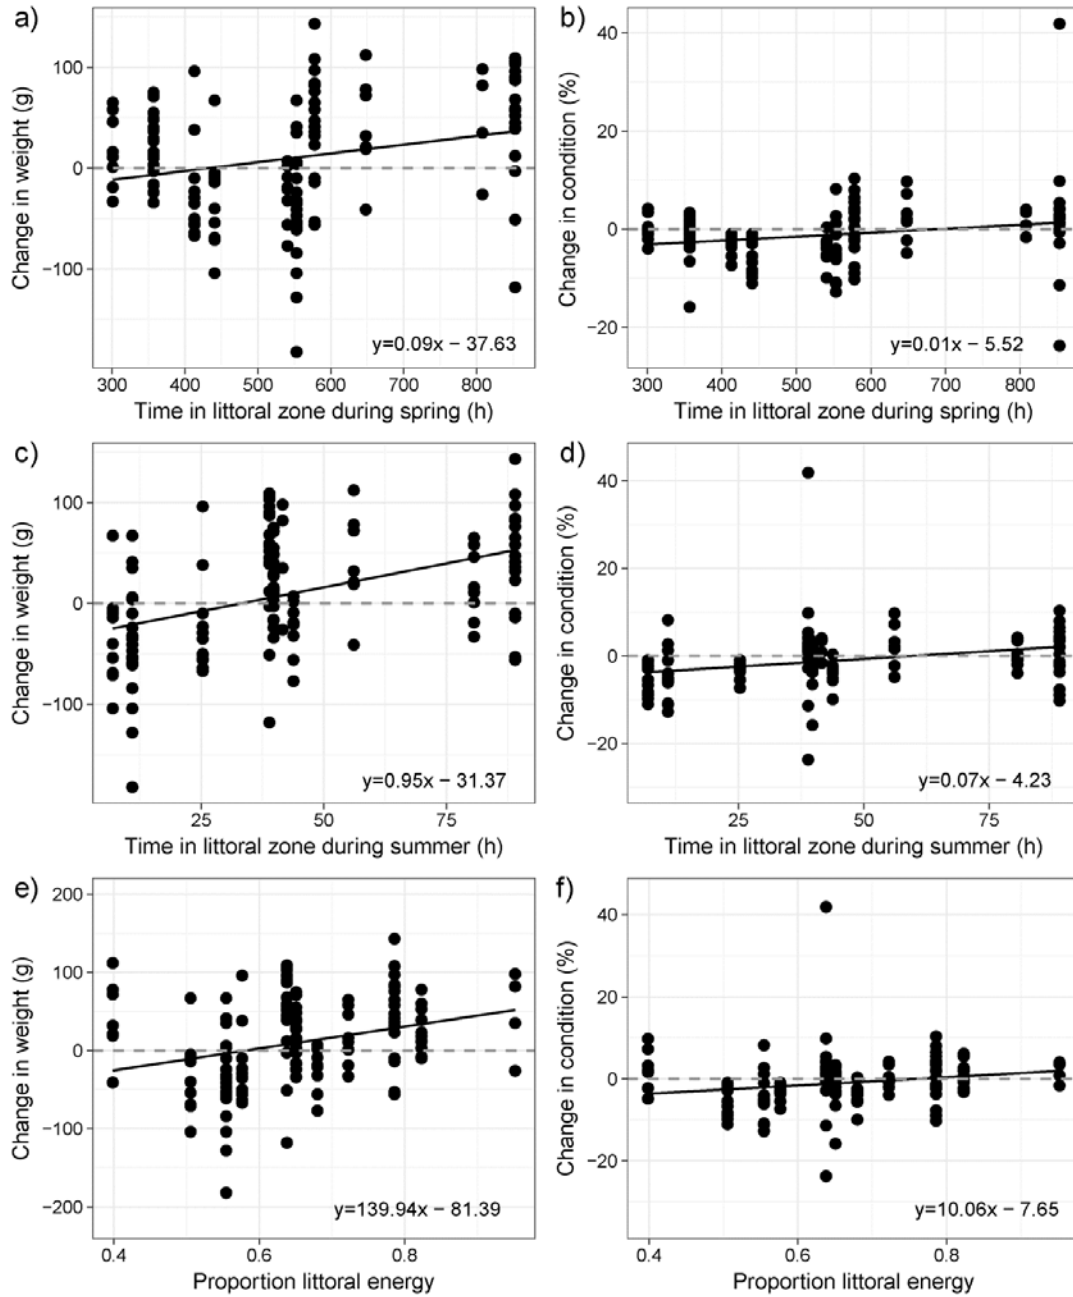 a)
Change in weight (g)
100
0
−100
y=0.09x − 37.63
300 400 500 600 700 800
Time in littoral zone during spring (h)
b)
Change in condition (%)
40
20
0
−20
y=0.01x − 5.52
300 400 500 600 700 800
Time in littoral zone during spring (h)
c)
Change in weight (g)
100
0
−100
y=0.95x − 31.37
25 50 75
Time in littoral zone during summer (h)
d)
Change in condition (%)
40
20
0
−20
y=0.07x − 4.23
25 50 75
Time in littoral zone during summer (h)
e)
Change in weight (g)
200
100
0
−100
−200
y=139.94x − 81.39
0.4 0.6 0.8
Proportion littoral energy
f)
Change in condition (%)
40
20
0
−20
y=10.06x − 7.65
0.4 0.6 0.8
Proportion littoral energy